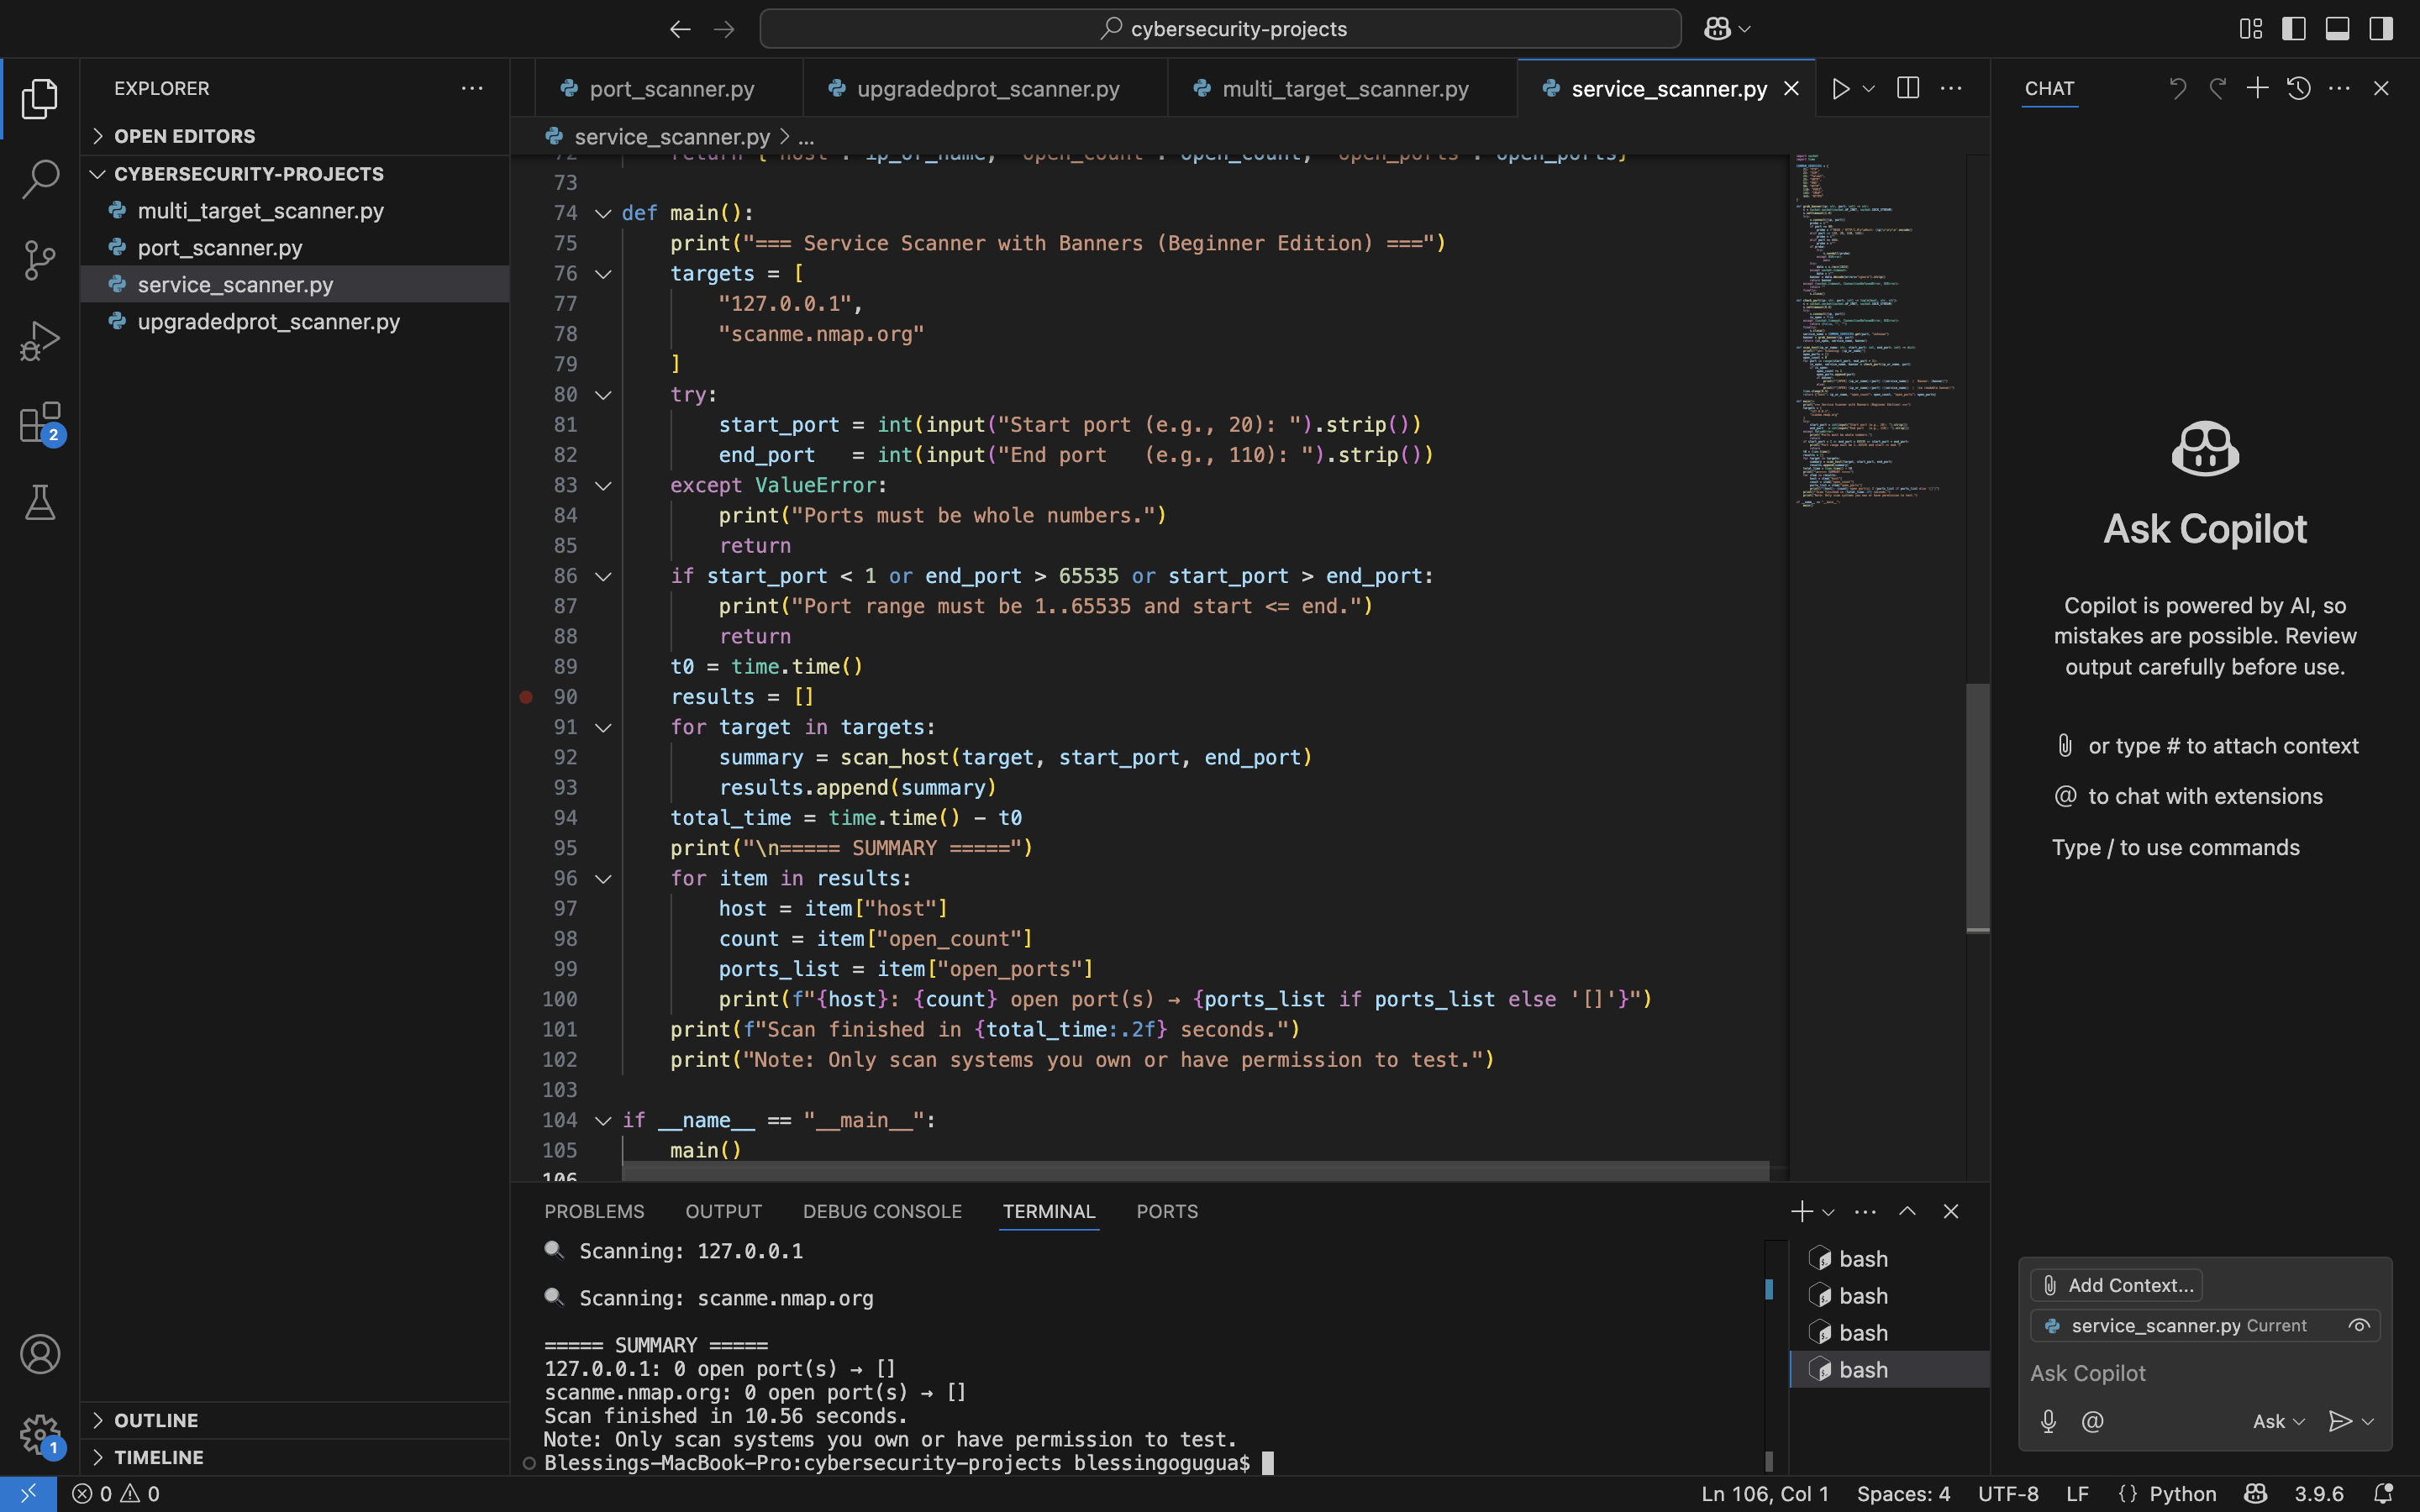 cybersecurity-projects
EXPLORER
OPEN EDITORS
CYBERSECURITY-PROJECTS
multi_target_scanner.py
port_scanner.py
service_scanner.py
upgradedprot_scanner.py
OUTLINE
TIMELINE
2
1
port_scanner.py
upgradedprot_scanner.py
multi_target_scanner.py
service_scanner.py
service_scanner.py > ...
72 return {"host": ip_or_name, "open_count": open_count, "open_ports": open_ports}
73
74 def main():
75 print("=== Service Scanner with Banners (Beginner Edition) ===")
76 targets = [
77 "127.0.0.1",
78 "scanme.nmap.org"
79 ]
80 try:
81 start_port = int(input("Start port (e.g., 20): ").strip())
82 end_port   = int(input("End port   (e.g., 110): ").strip())
83 except ValueError:
84 print("Ports must be whole numbers.")
85 return
86 if start_port < 1 or end_port > 65535 or start_port > end_port:
87 print("Port range must be 1..65535 and start <= end.")
88 return
89 t0 = time.time()
90 results = []
91 for target in targets:
92 summary = scan_host(target, start_port, end_port)
93 results.append(summary)
94 total_time = time.time() - t0
95 print("\n===== SUMMARY =====")
96 for item in results:
97 host = item["host"]
98 count = item["open_count"]
99 ports_list = item["open_ports"]
100 print(f"{host}: {count} open port(s) → {ports_list if ports_list else '[]'}")
101 print(f"Scan finished in {total_time:.2f} seconds.")
102 print("Note: Only scan systems you own or have permission to test.")
103
104 if __name__ == "__main__":
105 main()
106
PROBLEMS OUTPUT DEBUG CONSOLE TERMINAL PORTS
Scanning: 127.0.0.1
Scanning: scanme.nmap.org
===== SUMMARY =====
127.0.0.1: 0 open port(s) → []
scanme.nmap.org: 0 open port(s) → []
Scan finished in 10.56 seconds.
Note: Only scan systems you own or have permission to test.
Blessings-MacBook-Pro:cybersecurity-projects blessingogugua$
bash
bash
bash
bash
CHAT
Ask Copilot
Copilot is powered by AI, so
mistakes are possible. Review
output carefully before use.
or type # to attach context
@ to chat with extensions
Type / to use commands
Add Context...
service_scanner.py Current
Ask Copilot
@ Ask
0 0
Ln 106, Col 1 Spaces: 4 UTF-8 LF {} Python 3.9.6